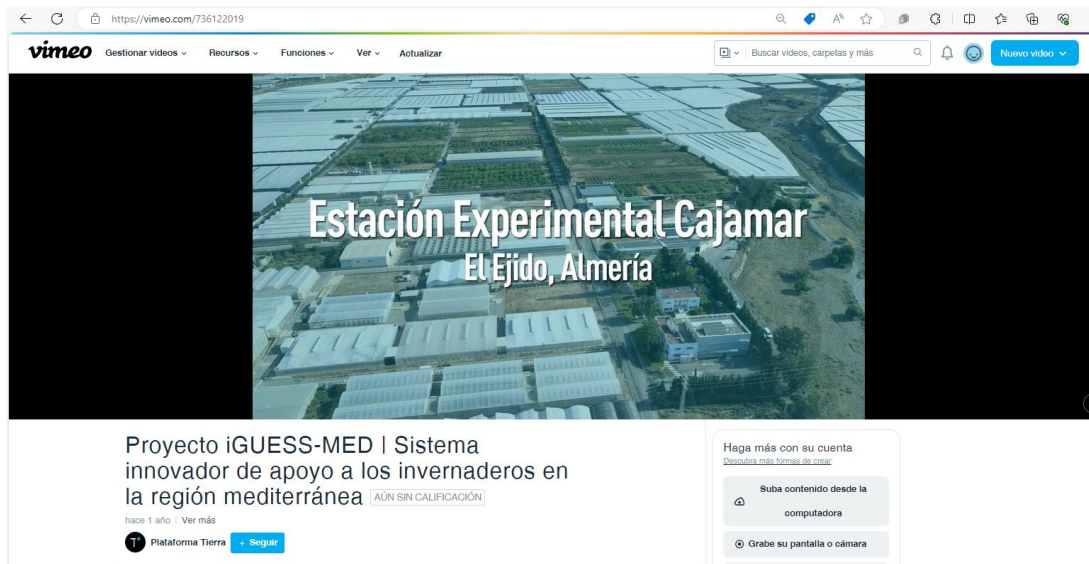 https://vimeo.com/736122019
vimeo Gestionar videos Recursos Funciones Ver Actualizar Buscar videos, carpetas y más Nuevo video
Estación Experimental Cajamar
El Ejido, Almería
Proyecto iGUESS-MED | Sistema
innovador de apoyo a los invernaderos en
la región mediterránea AÚN SIN CALIFICACIÓN
hace 1 año | Ver más
T Plataforma Tierra + Seguir
Haga más con su cuenta
Descubra más formas de crear
Suba contenido desde la
computadora
Grabe su pantalla o cámara